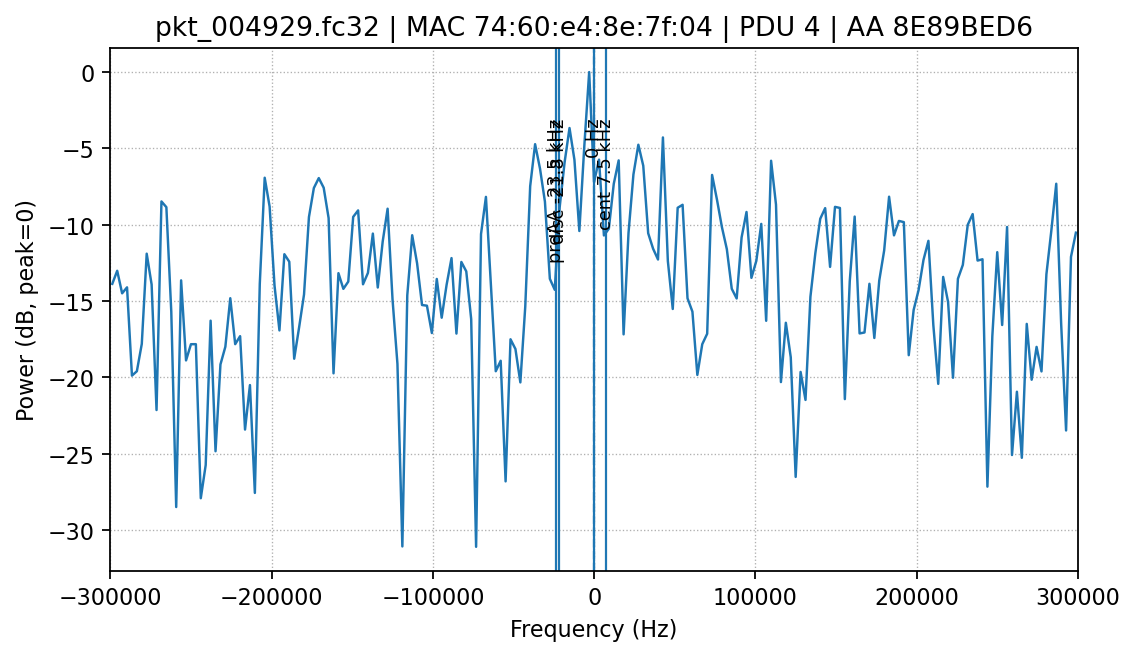 pkt_004929.fc32 | MAC 74:60:e4:8e:7f:04 | PDU 4 | AA 8E89BED6
Power (dB, peak=0)
0
−5
−10
−15
−20
−25
−30
0 Hz
cent 7.5 kHz
−300000
−200000
−100000
0
100000
200000
300000
Frequency (Hz)